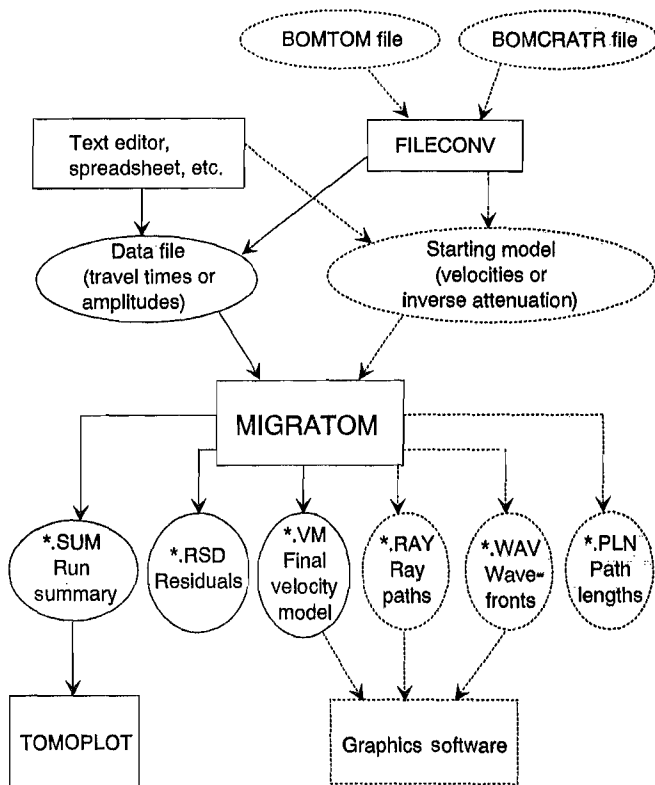 BOMTOM file
BOMCRATR file
Text editor,
spreadsheet, etc.
FILECONV
Data file
(travel times or
amplitudes)
Starting model
(velocities or
inverse attenuation)
MIGRATOM
*.SUM
Run
summary
*.RSD
Residuals
*.VM
Final
velocity
model
*.RAY
Ray
paths
*.WAV
Wave-
fronts
*.PLN
Path
lengths
TOMOPLOT
Graphics software